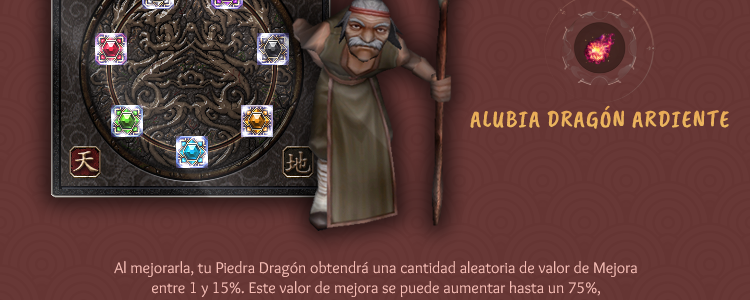 ALUBIA DRAGÓN ARDIENTE
天 地
Al mejorarla, tu Piedra Dragón obtendrá una cantidad aleatoria de valor de Mejora
entre 1 y 15%. Este valor de mejora se puede aumentar hasta un 75%,